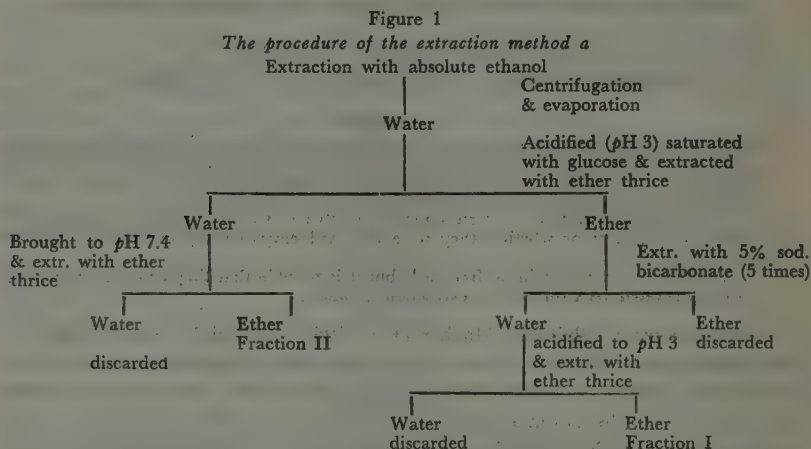 Figure 1
The procedure of the extraction method a
Extraction with absolute ethanol
Centrifugation
& evaporation
Water
Acidified (pH 3) saturated
with glucose & extracted
with ether thrice
Water
Ether
Brought to pH 7.4
& extr. with ether
thrice
Extr. with 5% sod.
bicarbonate (5 times)
Water
discarded
Ether
Fraction II
Water
acidified to pH 3
& extr. with
ether thrice
Ether
discarded
Water
discarded
Ether
Fraction I